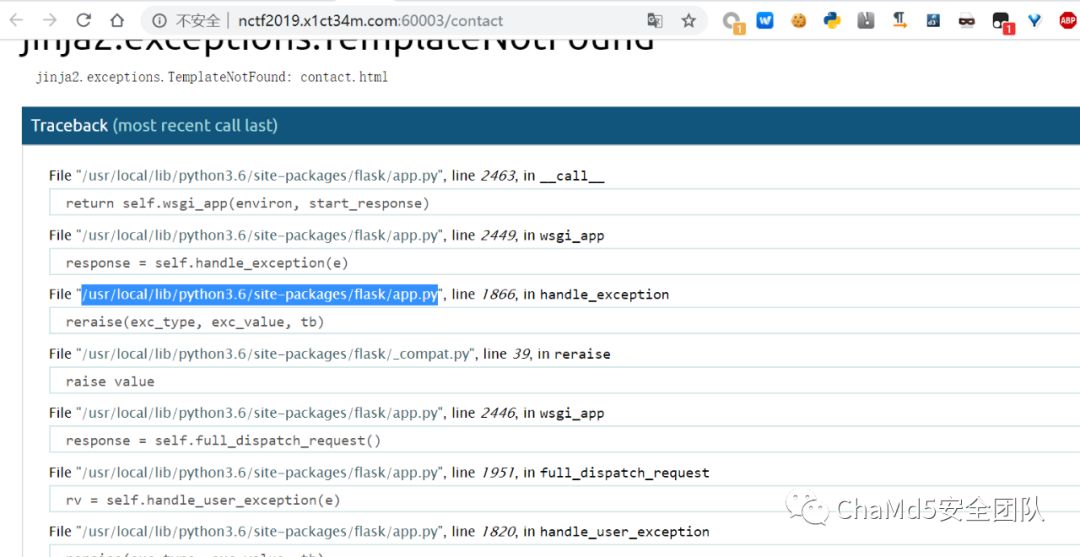 不安全 nctf2019.x1ct34m.com:60003/contact
1
1
ABP
jinja2.exceptions.TemplateNotFound
jinja2.exceptions.TemplateNotFound: contact.html
Traceback (most recent call last)
File "/usr/local/lib/python3.6/site-packages/flask/app.py", line 2463, in __call__
return self.wsgi_app(environ, start_response)
File "/usr/local/lib/python3.6/site-packages/flask/app.py", line 2449, in wsgi_app
response = self.handle_exception(e)
File "/usr/local/lib/python3.6/site-packages/flask/app.py", line 1866, in handle_exception
reraise(exc_type, exc_value, tb)
File "/usr/local/lib/python3.6/site-packages/flask/_compat.py", line 39, in reraise
raise value
File "/usr/local/lib/python3.6/site-packages/flask/app.py", line 2446, in wsgi_app
response = self.full_dispatch_request()
File "/usr/local/lib/python3.6/site-packages/flask/app.py", line 1951, in full_dispatch_request
rv = self.handle_user_exception(e)
ChaMd5安全团队
File "/usr/local/lib/python3.6/site-packages/flask/app.py", line 1820, in handle_user_exception